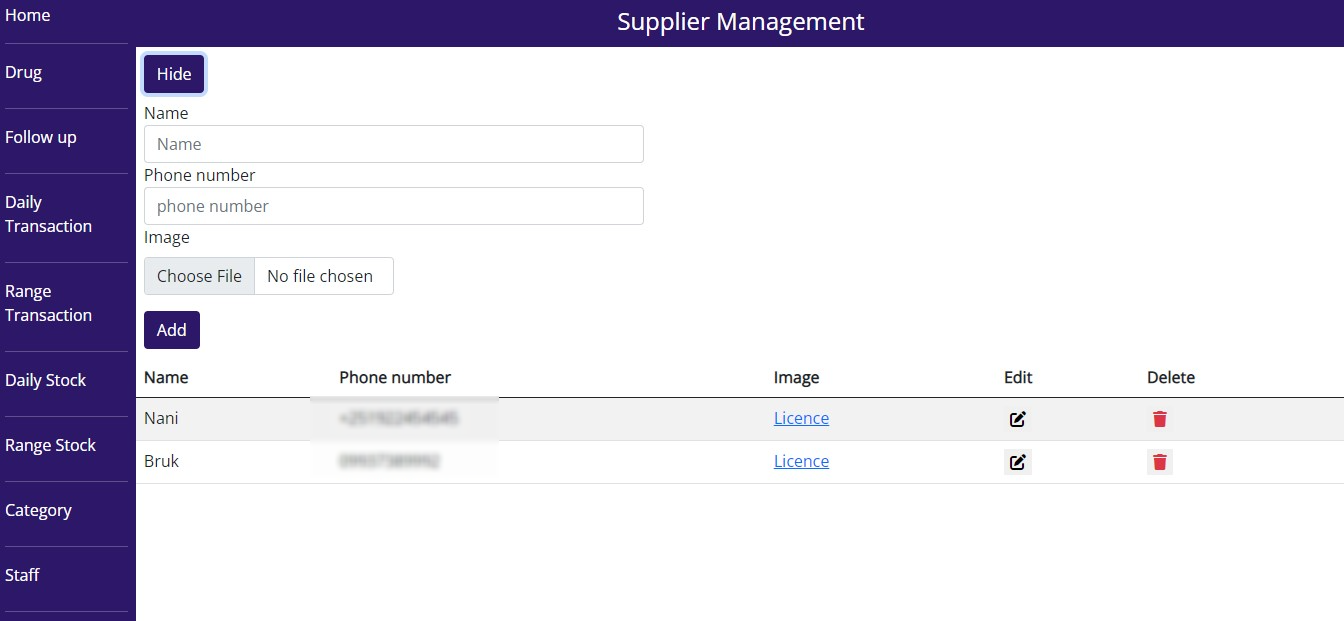 Supplier Management
Home
Drug
Follow up
Daily
Transaction
Range
Transaction
Daily Stock
Range Stock
Category
Staff
Hide
Name
Name
Phone number
phone number
Image
Choose File No file chosen
Add
Name Phone number Image Edit Delete
Nani Licence
Bruk Licence